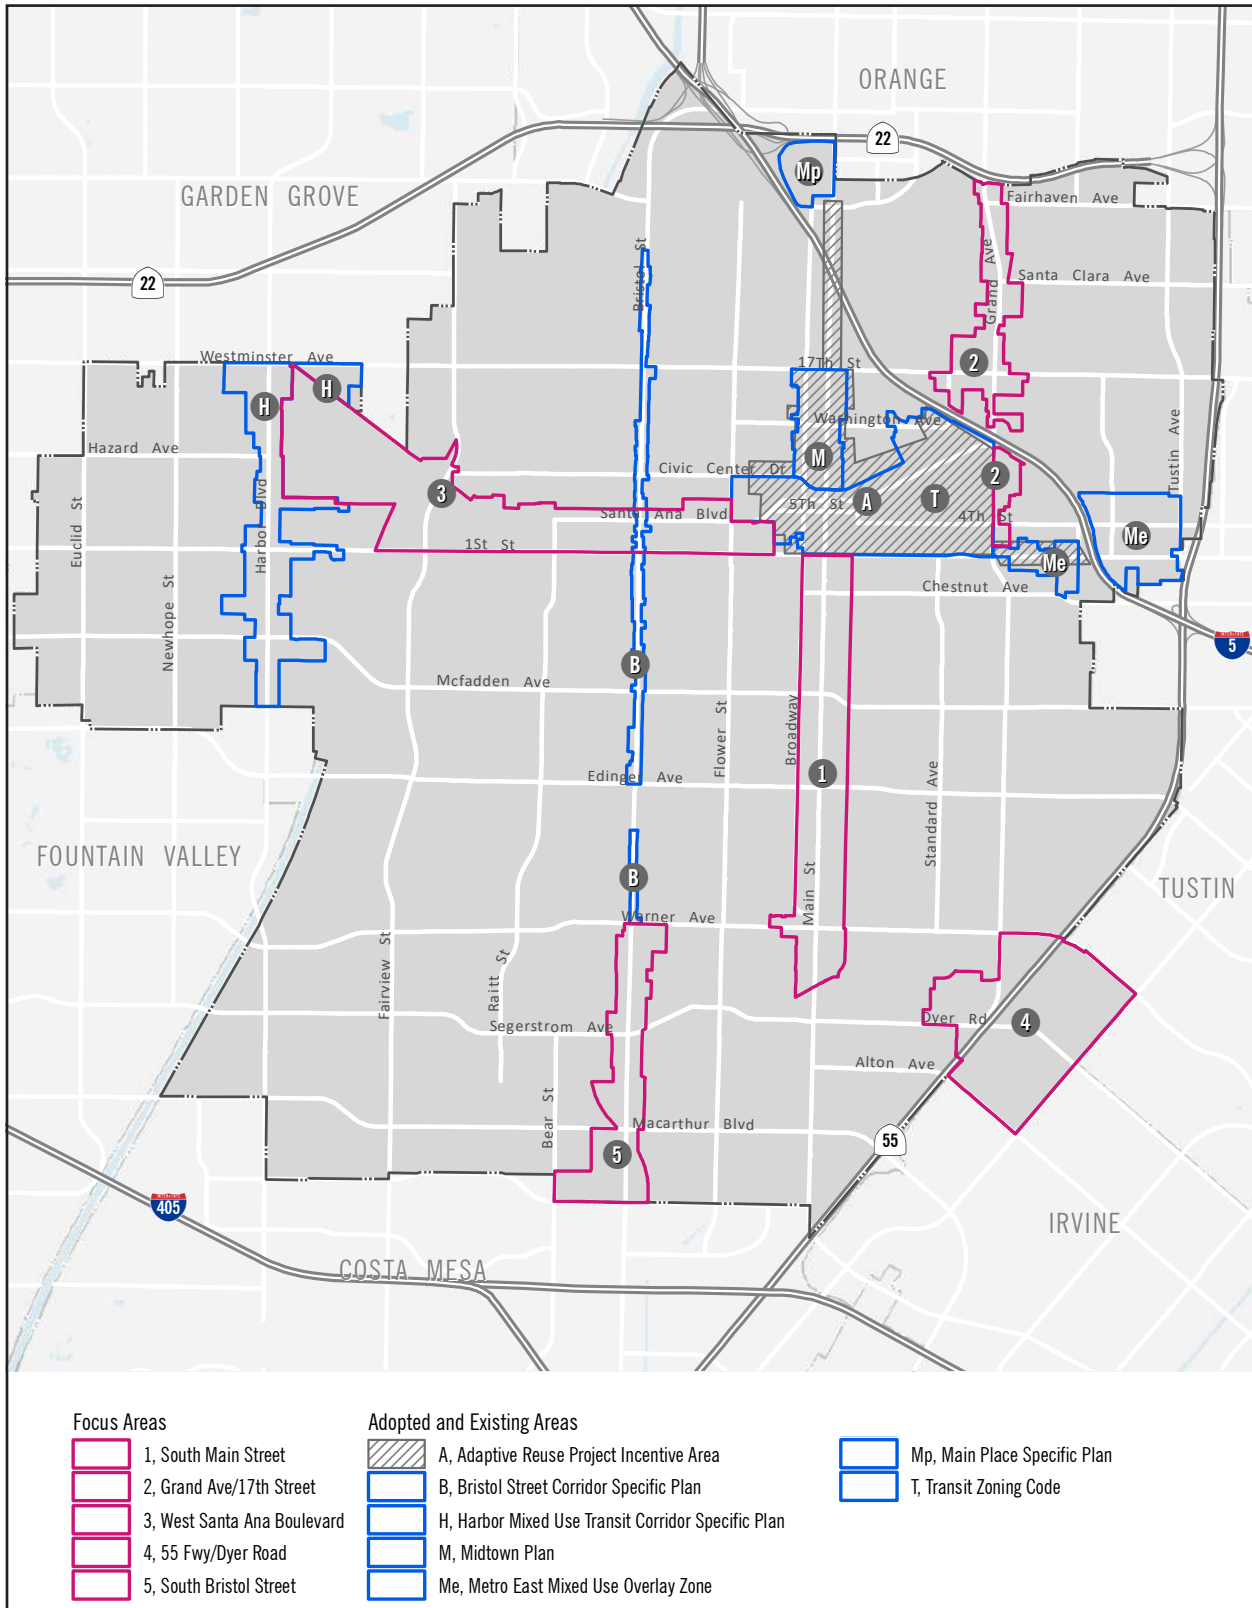 ORANGE
22
Mp
GARDEN GROVE
Fairhaven Ave
Bristol St
Grand Ave
Santa Clara Ave
22
Westminster Ave
17Th St
2
H
H
Washington Ave
Tustin Ave
Hazard Ave
M
Civic Center Dr
2
3
Euclid St
Harbor Blvd
5Th St
A
T
Santa Ana Blvd
4Th St
Me
1St St
Me
Chestnut Ave
Newhope St
5
B
Mcfadden Ave
Flower St
Broadway
Edinger Ave
1
Standard Ave
FOUNTAIN VALLEY
B
Main St
TUSTIN
Warner Ave
Fairview St
Raitt St
Segerstrom Ave
Dyer Rd
4
Alton Ave
Bear St
Macarthur Blvd
55
5
INTERSTATE
405
IRVINE
COSTA MESA
Focus Areas
1, South Main Street
2, Grand Ave/17th Street
3, West Santa Ana Boulevard
4, 55 Fwy/Dyer Road
5, South Bristol Street
Adopted and Existing Areas
A, Adaptive Reuse Project Incentive Area
B, Bristol Street Corridor Specific Plan
H, Harbor Mixed Use Transit Corridor Specific Plan
M, Midtown Plan
Me, Metro East Mixed Use Overlay Zone
Mp, Main Place Specific Plan
T, Transit Zoning Code